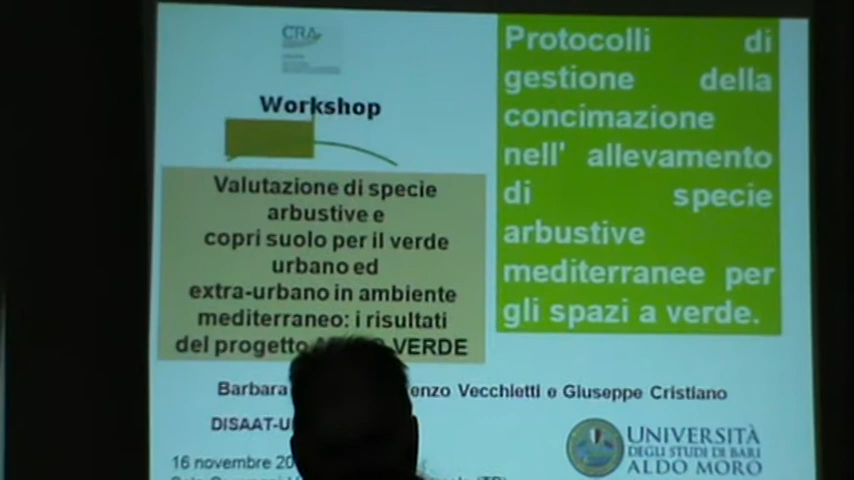 CRA
Workshop
Valutazione di specie
arbustive e
copri suolo per il verde
urbano ed
extra-urbano in ambiente
mediterraneo: i risultati
del progetto VERDE
Protocolli di
gestione della
concimazione
nell' allevamento
di specie
arbustive
mediterranee per
gli spazi a verde.
Barbara enzo Vecchietti e Giuseppe Cristiano
DISAAT-U
16 novembre 20
UNIVERSITÀ
DEGLI STUDI DI BARI
ALDO MORO